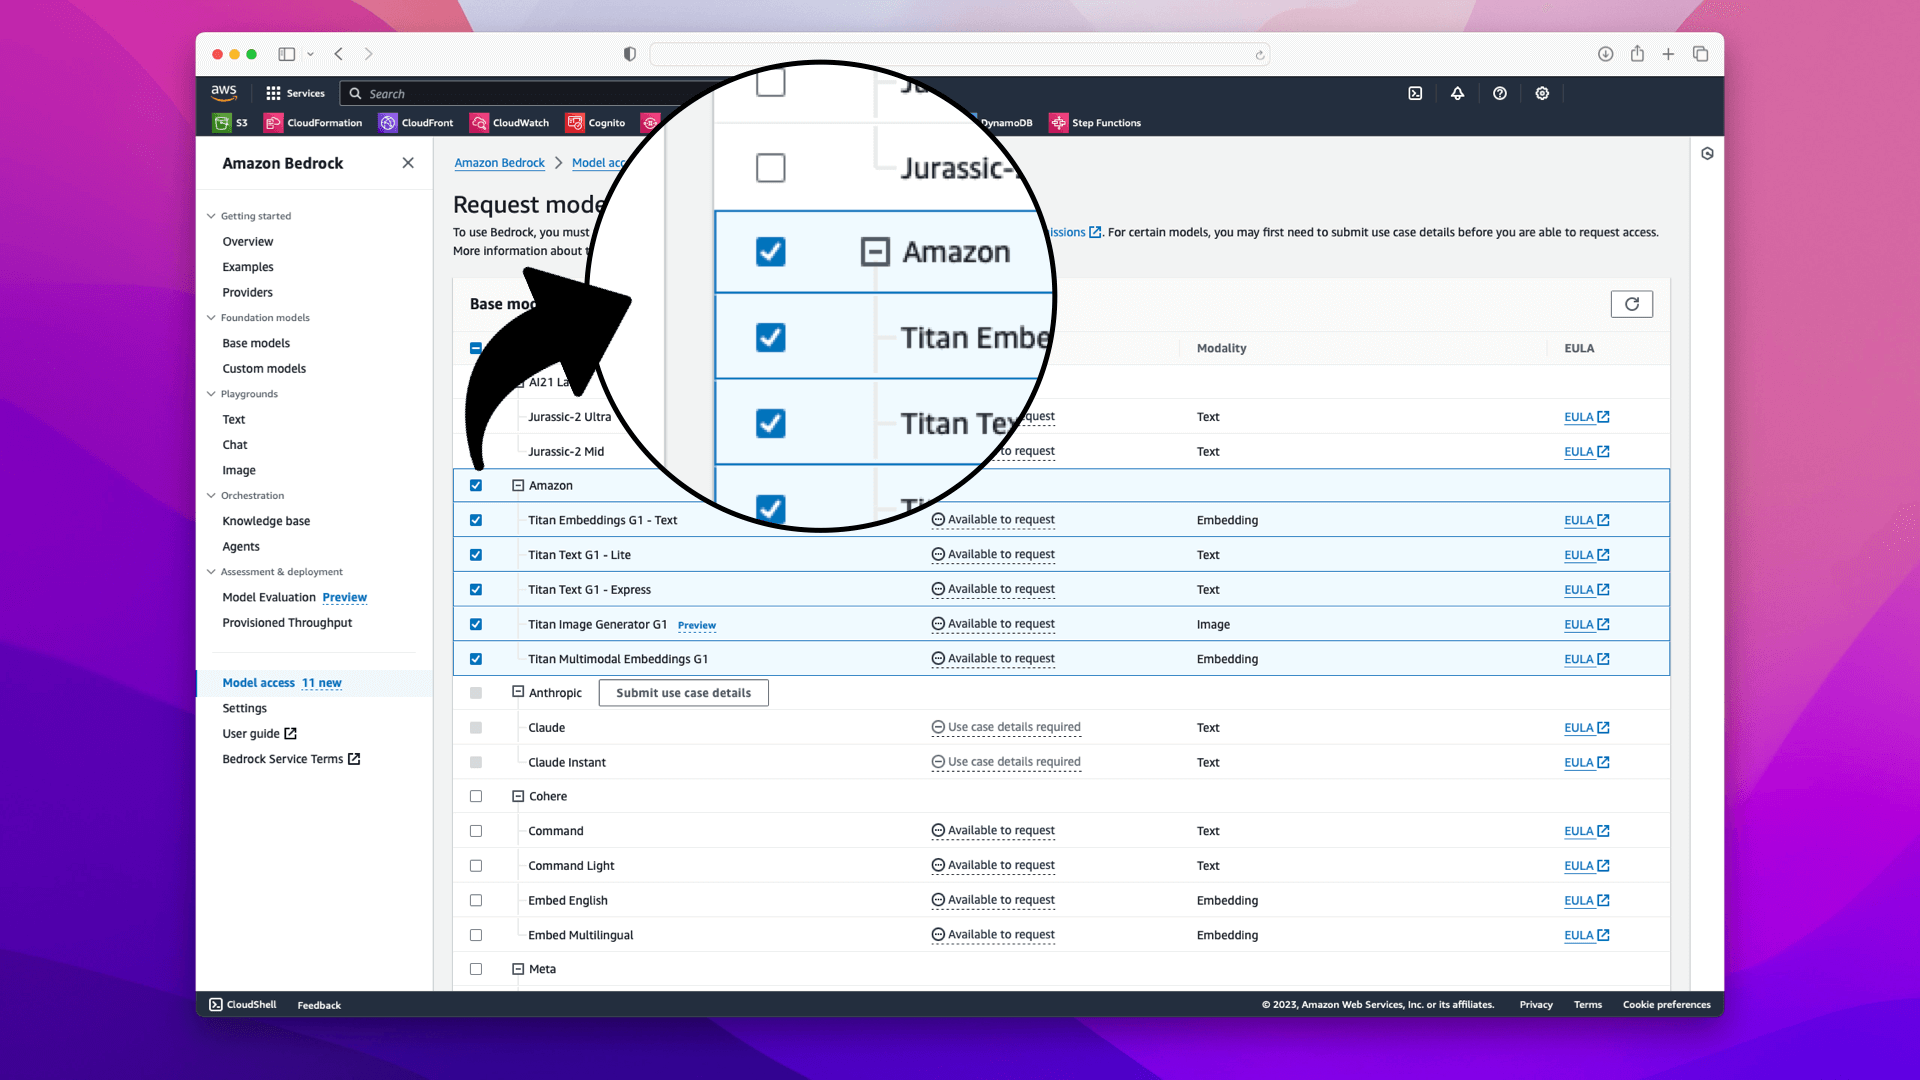 aws
Services
Search
S3
CloudFormation
CloudFront
CloudWatch
Cognito
DynamoDB
Step Functions
Amazon Bedrock
Getting started
Overview
Examples
Providers
Foundation models
Base models
Custom models
Playgrounds
Text
Chat
Image
Orchestration
Knowledge base
Agents
Assessment & deployment
Model Evaluation Preview
Provisioned Throughput
Model access 11 new
Settings
User guide
Bedrock Service Terms
Amazon Bedrock
Model
Request
To use Bedrock, you must
. For certain models, you may first need to submit use case details before you are able to request access.
More information about
Base
Modality EULA
AI21
Jurassic-2 Ultra request Text EULA
Jurassic-2 Mid to request Text EULA
Amazon
Titan Embeddings G1 - Text Available to request Embedding EULA
Titan Text G1 - Lite Available to request Text EULA
Titan Text G1 - Express Available to request Text EULA
Titan Image Generator G1 Preview Available to request Image EULA
Titan Multimodal Embeddings G1 Available to request Embedding EULA
Anthropic Submit use case details
Claude Use case details required Text EULA
Claude Instant Use case details required Text EULA
Cohere
Command Available to request Text EULA
Command Light Available to request Text EULA
Embed English Available to request Embedding EULA
Embed Multilingual Available to request Embedding EULA
Meta
Jurassic-
Amazon
Titan Embe
Titan Te
CloudShell
Feedback
© 2023, Amazon Web Services, Inc. or its affiliates.
Privacy
Terms
Cookie preferences